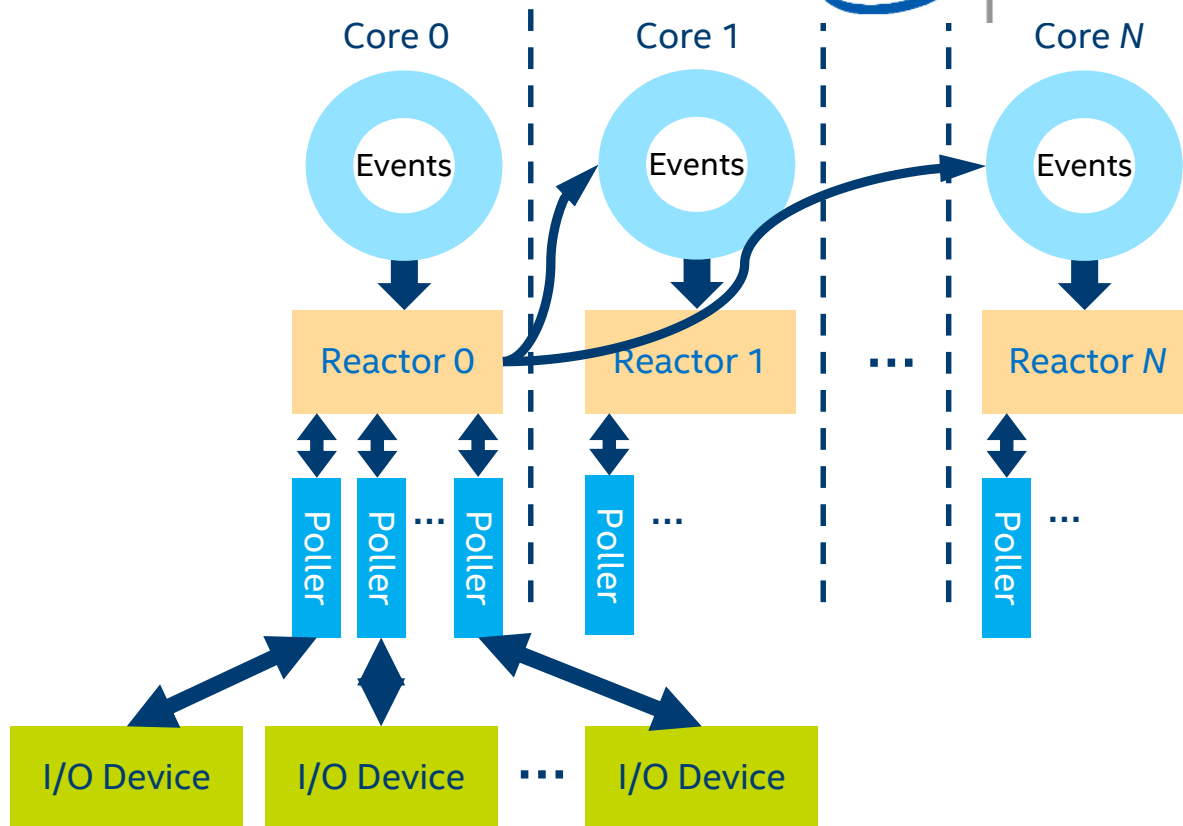 Core 0
Core 1
Core N
Events
Events
Events
Reactor 0
Reactor 1
...
Reactor N
Poller
Poller
...
Poller
Poller
...
Poller
...
I/O Device
I/O Device
...
I/O Device